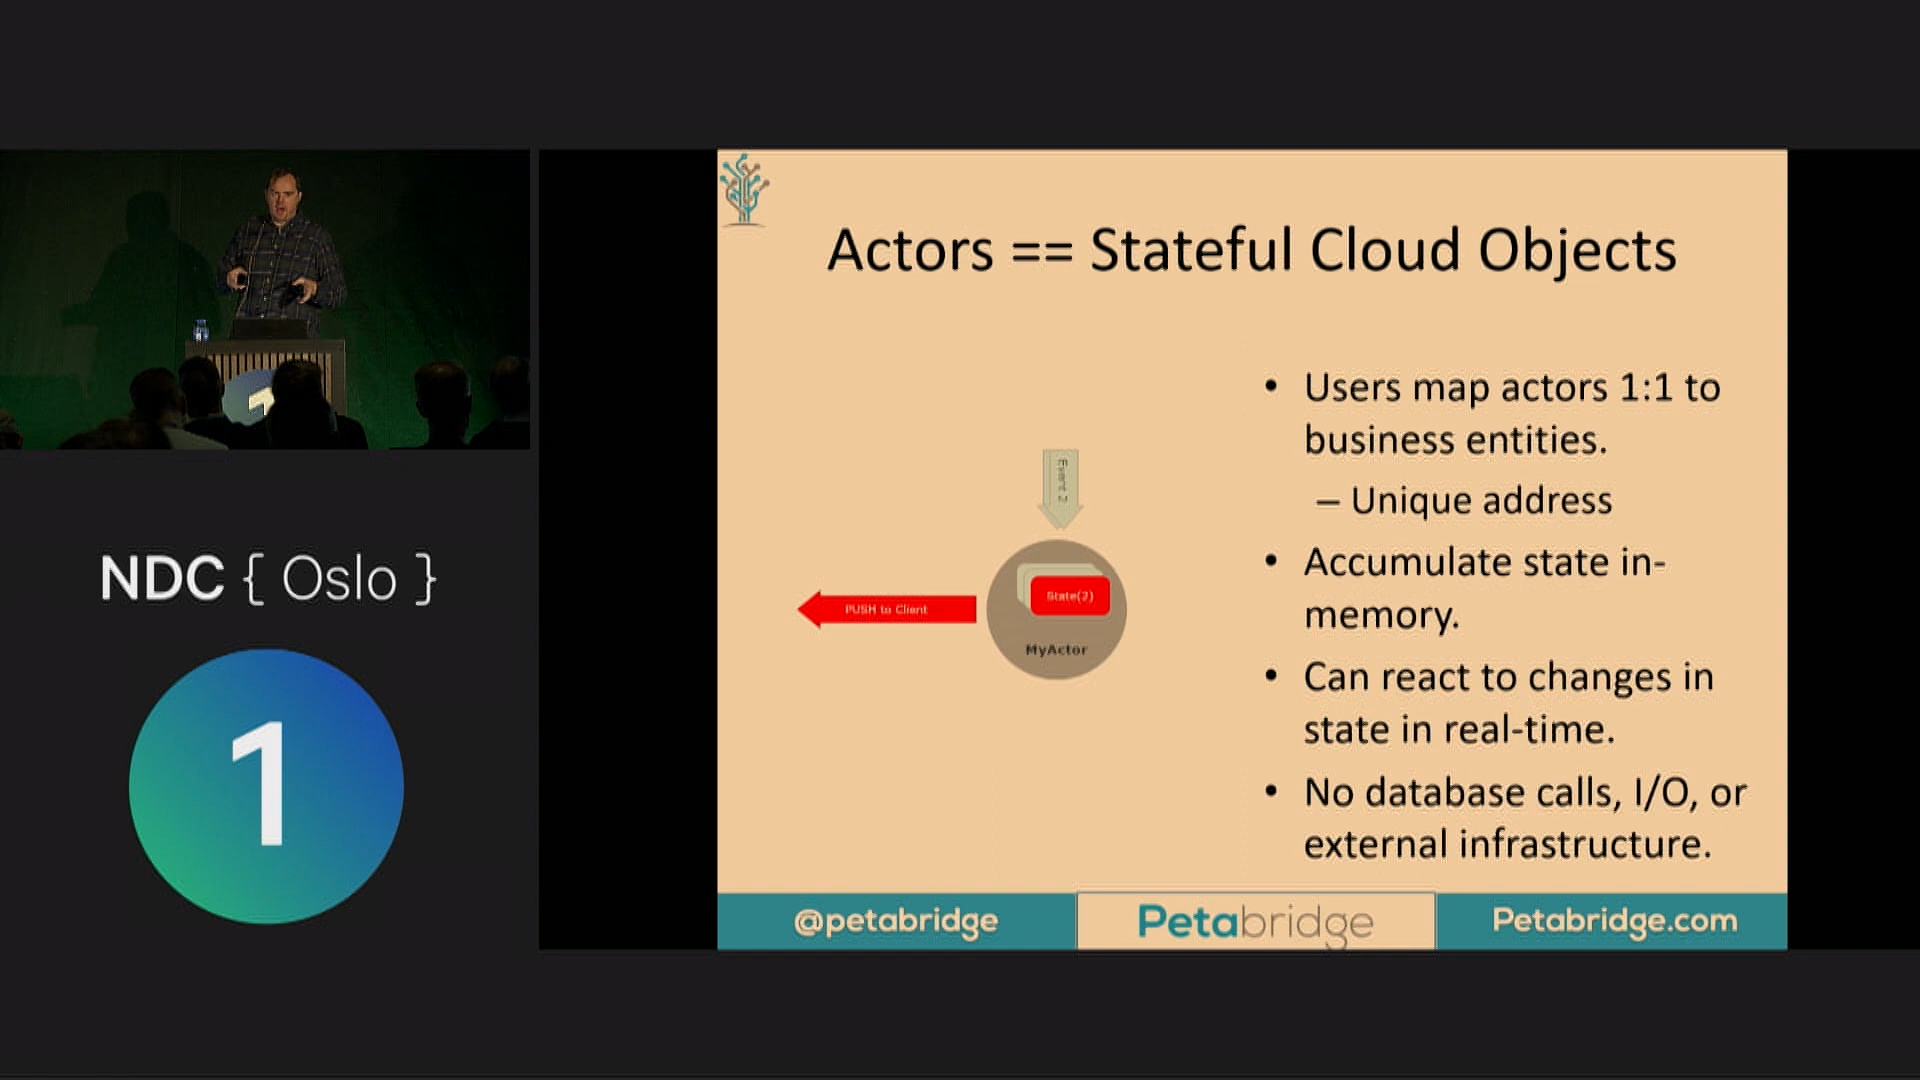 NDC { Oslo }
1
Actors == Stateful Cloud Objects
Event 2
State(2)
MyActor
PUSH to Client
• Users map actors 1:1 to
business entities.
– Unique address
• Accumulate state in-
memory.
• Can react to changes in
state in real-time.
• No database calls, I/O, or
external infrastructure.
@petabridge
Petabridge
Petabridge.com